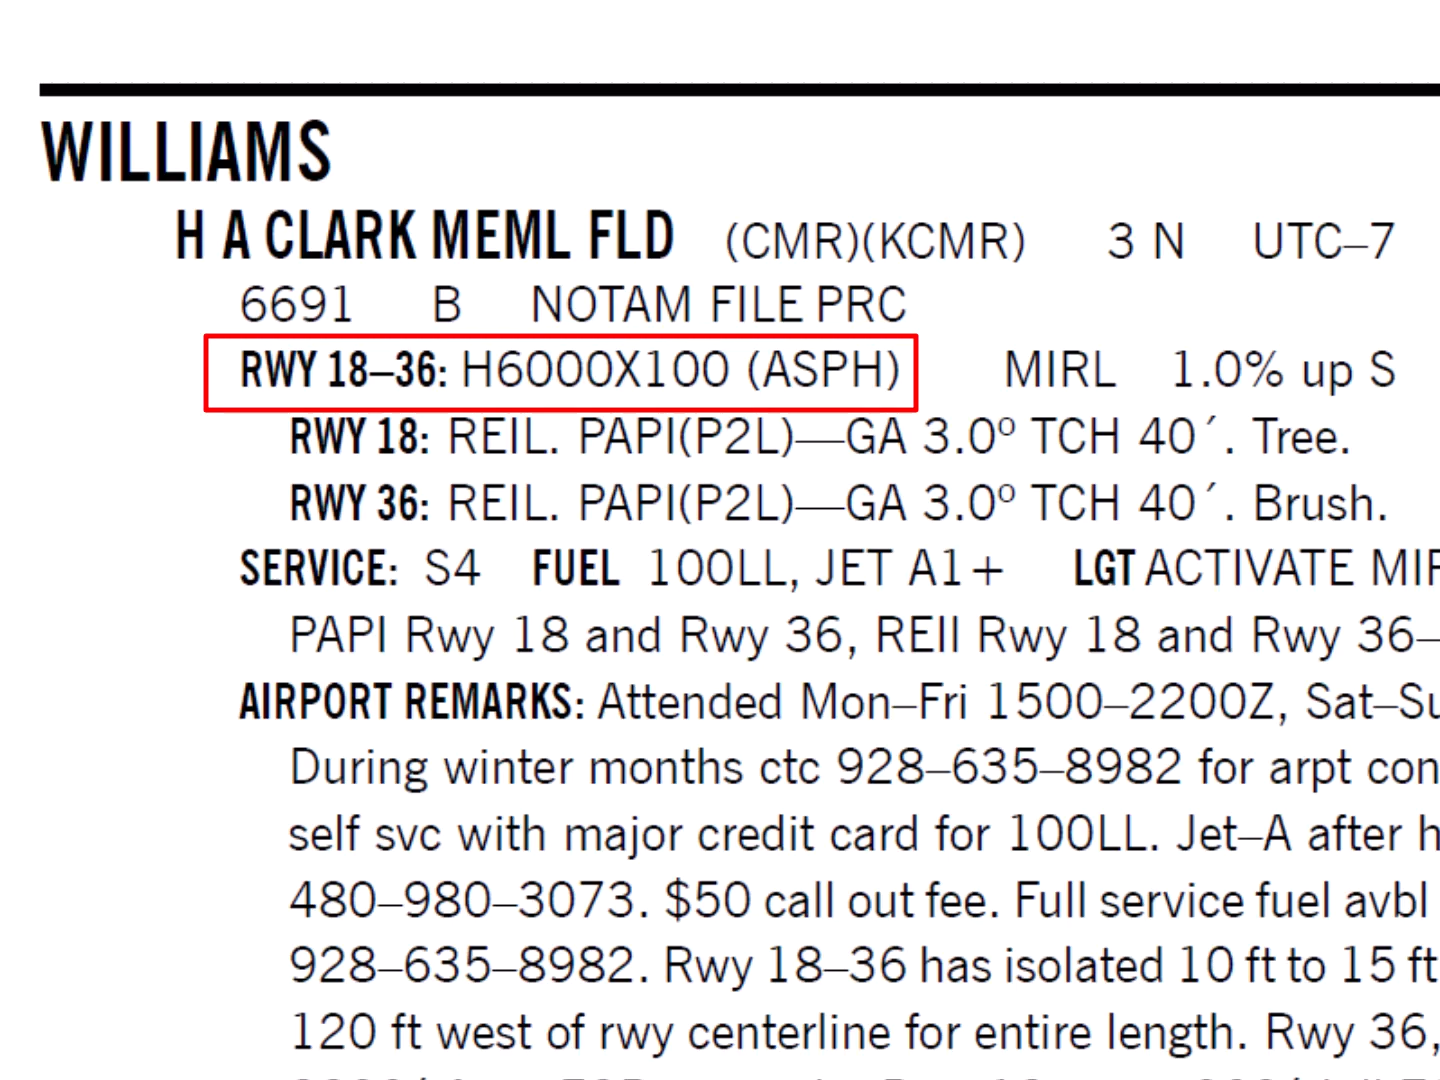 WILLIAMS
H A CLARK MEML FLD (CMR)(KCMR) 3 N UTC–7
6691 B NOTAM FILE PRC
RWY 18–36: H6000X100 (ASPH) MIRL 1.0% up S
RWY 18: REIL. PAPI(P2L)—GA 3.0º TCH 40´. Tree.
RWY 36: REIL. PAPI(P2L)—GA 3.0º TCH 40´. Brush.
SERVICE: S4 FUEL 100LL, JET A1+ LGT ACTIVATE MIR
PAPI Rwy 18 and Rwy 36, REIl Rwy 18 and Rwy 36–
AIRPORT REMARKS: Attended Mon–Fri 1500–2200Z, Sat–Su
During winter months ctc 928–635–8982 for arpt con
self svc with major credit card for 100LL. Jet–A after h
480–980–3073. $50 call out fee. Full service fuel avbl
928–635–8982. Rwy 18–36 has isolated 10 ft to 15 ft
120 ft west of rwy centerline for entire length. Rwy 36,